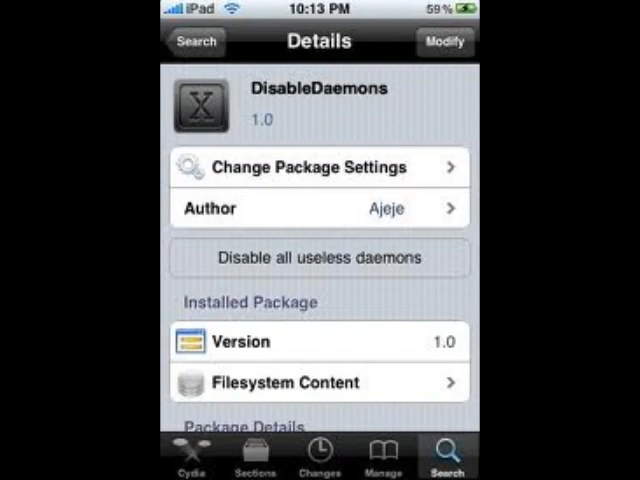 iPad 10:13 PM 59%
Search Details Modify
X DisableDaemons
1.0
Change Package Settings
Author Ajeje
Disable all useless daemons
Installed Package
Version 1.0
Filesystem Content
Package Details
Cydia Sections Changes Manage Search